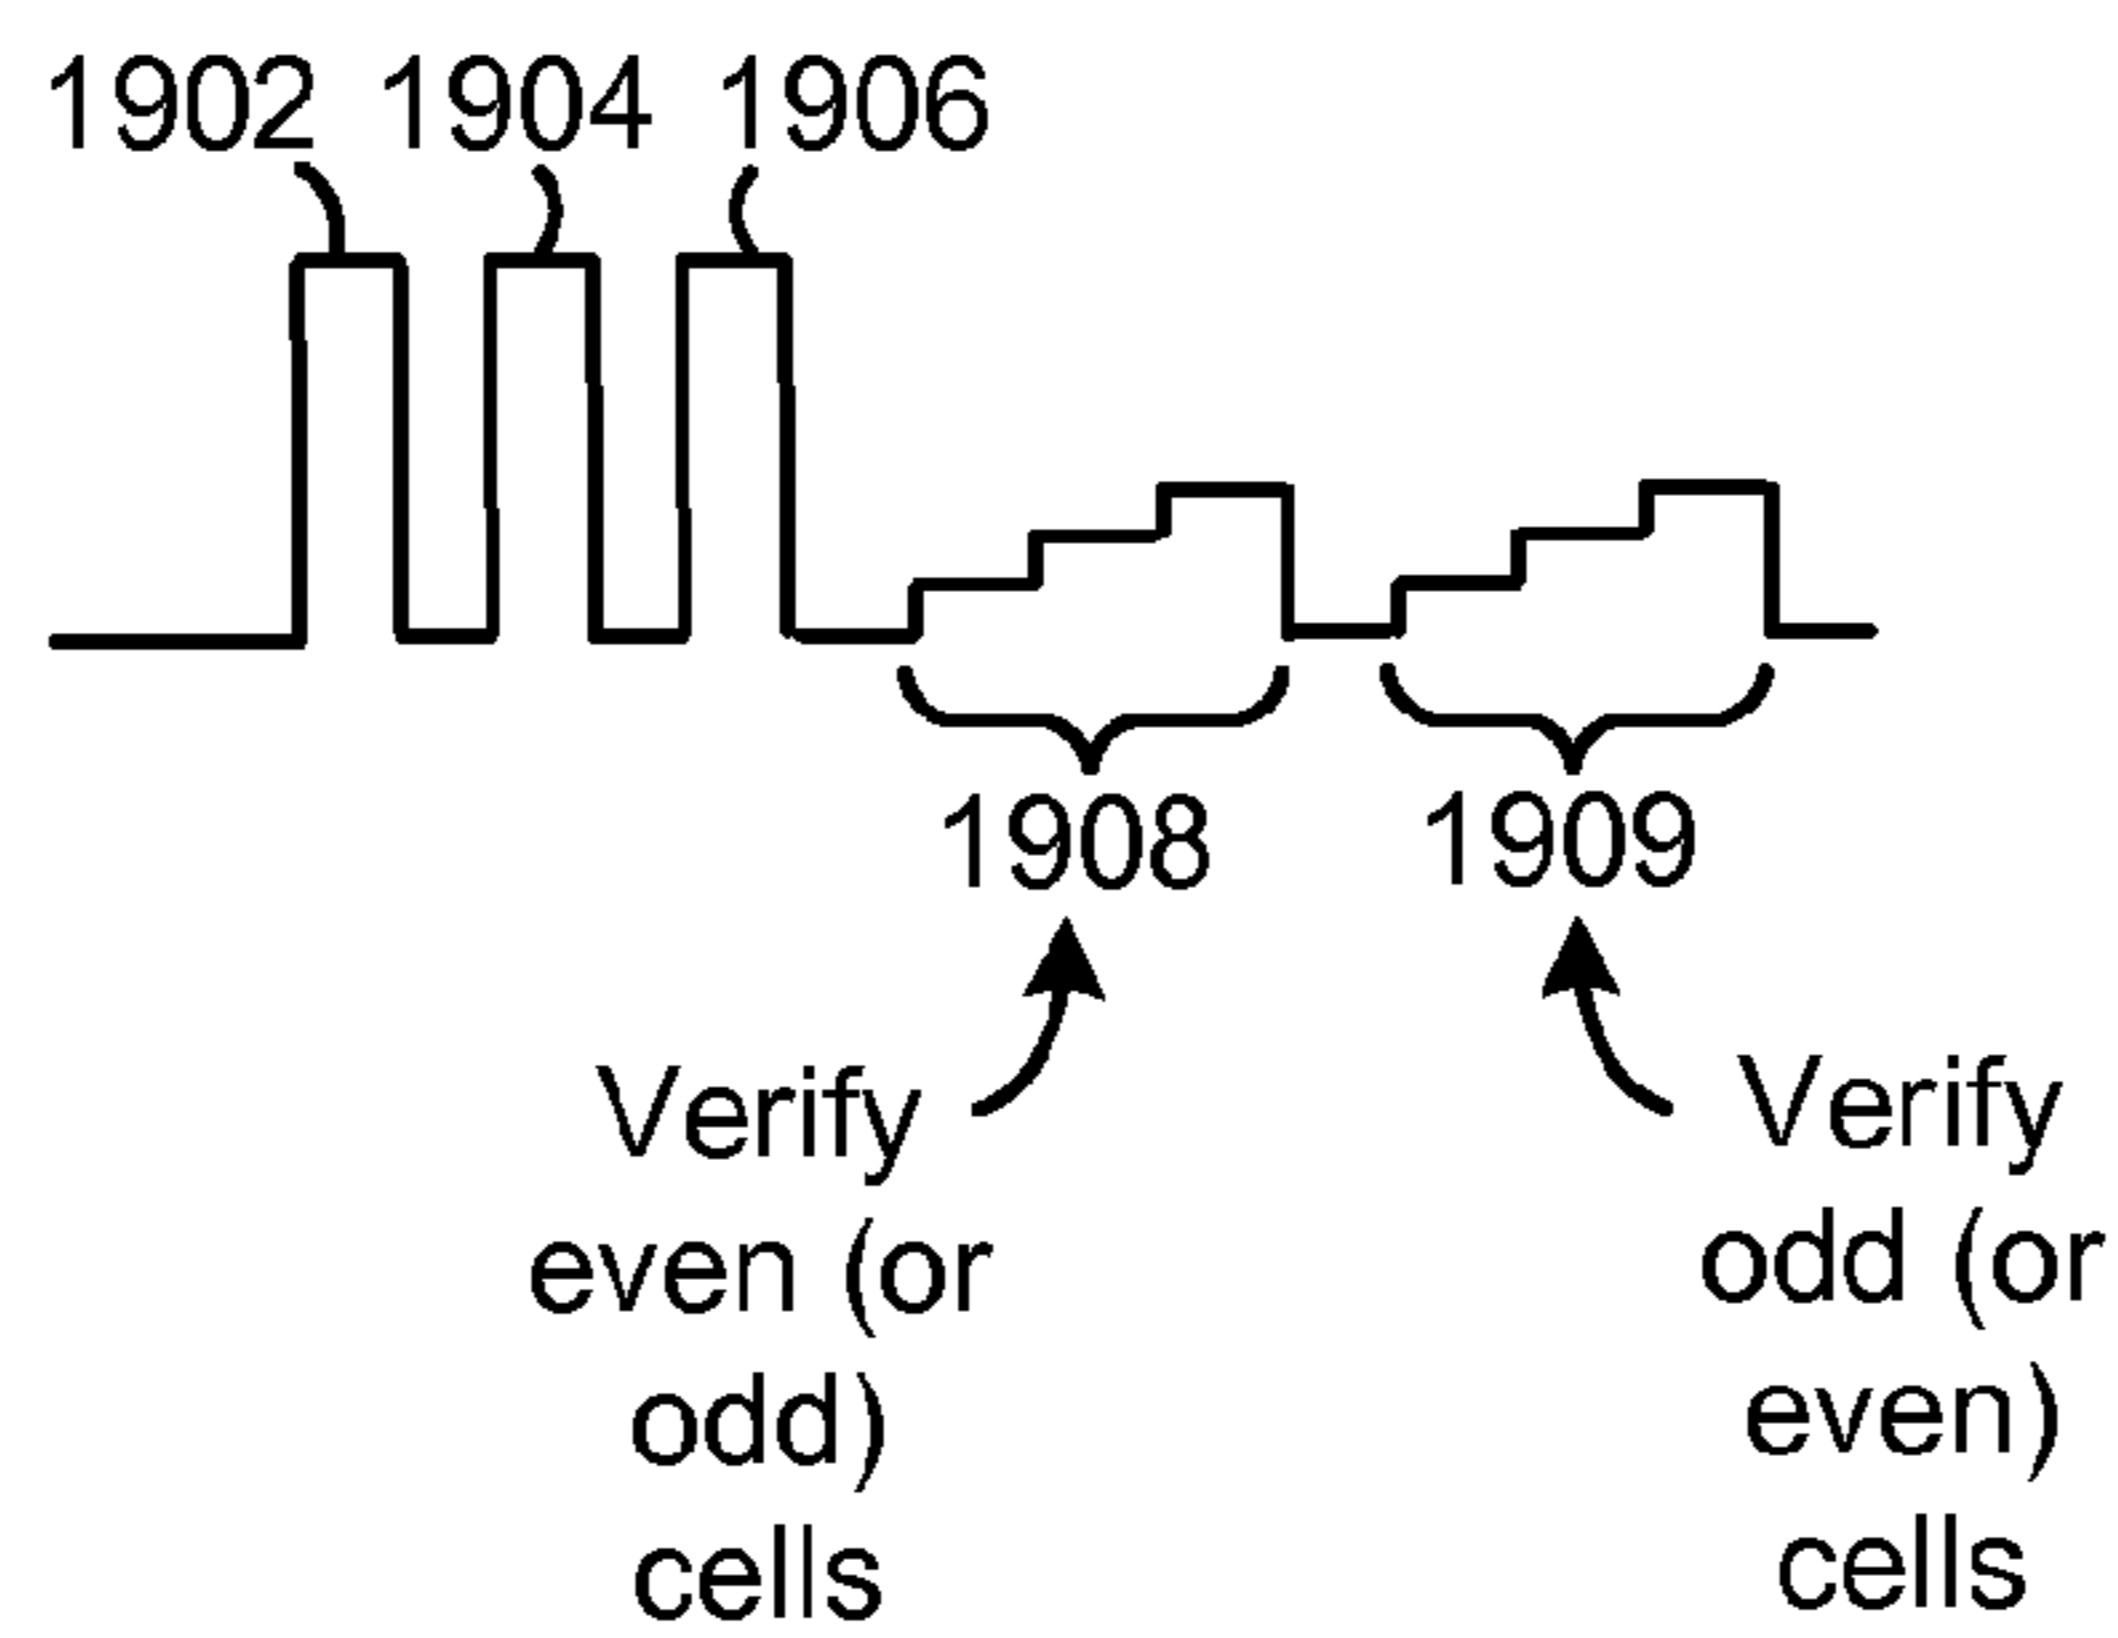 1902 1904 1906
1908
1909
Verify
even (or
odd)
cells
Verify
odd (or
even)
cells